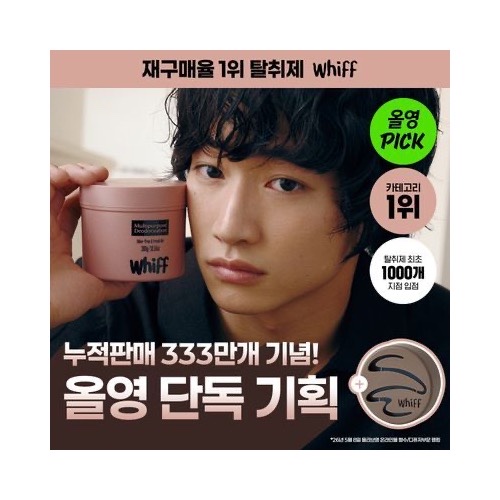 재구매율 1위 탈취제 Whiff
올영
PICK
카테고리
1위
탈취제 최초
1000개
지점 입점
Multipurpose
Deodorization
Whiff
누적판매 333만개 기념!
올영 단독 기획
+
Whiff